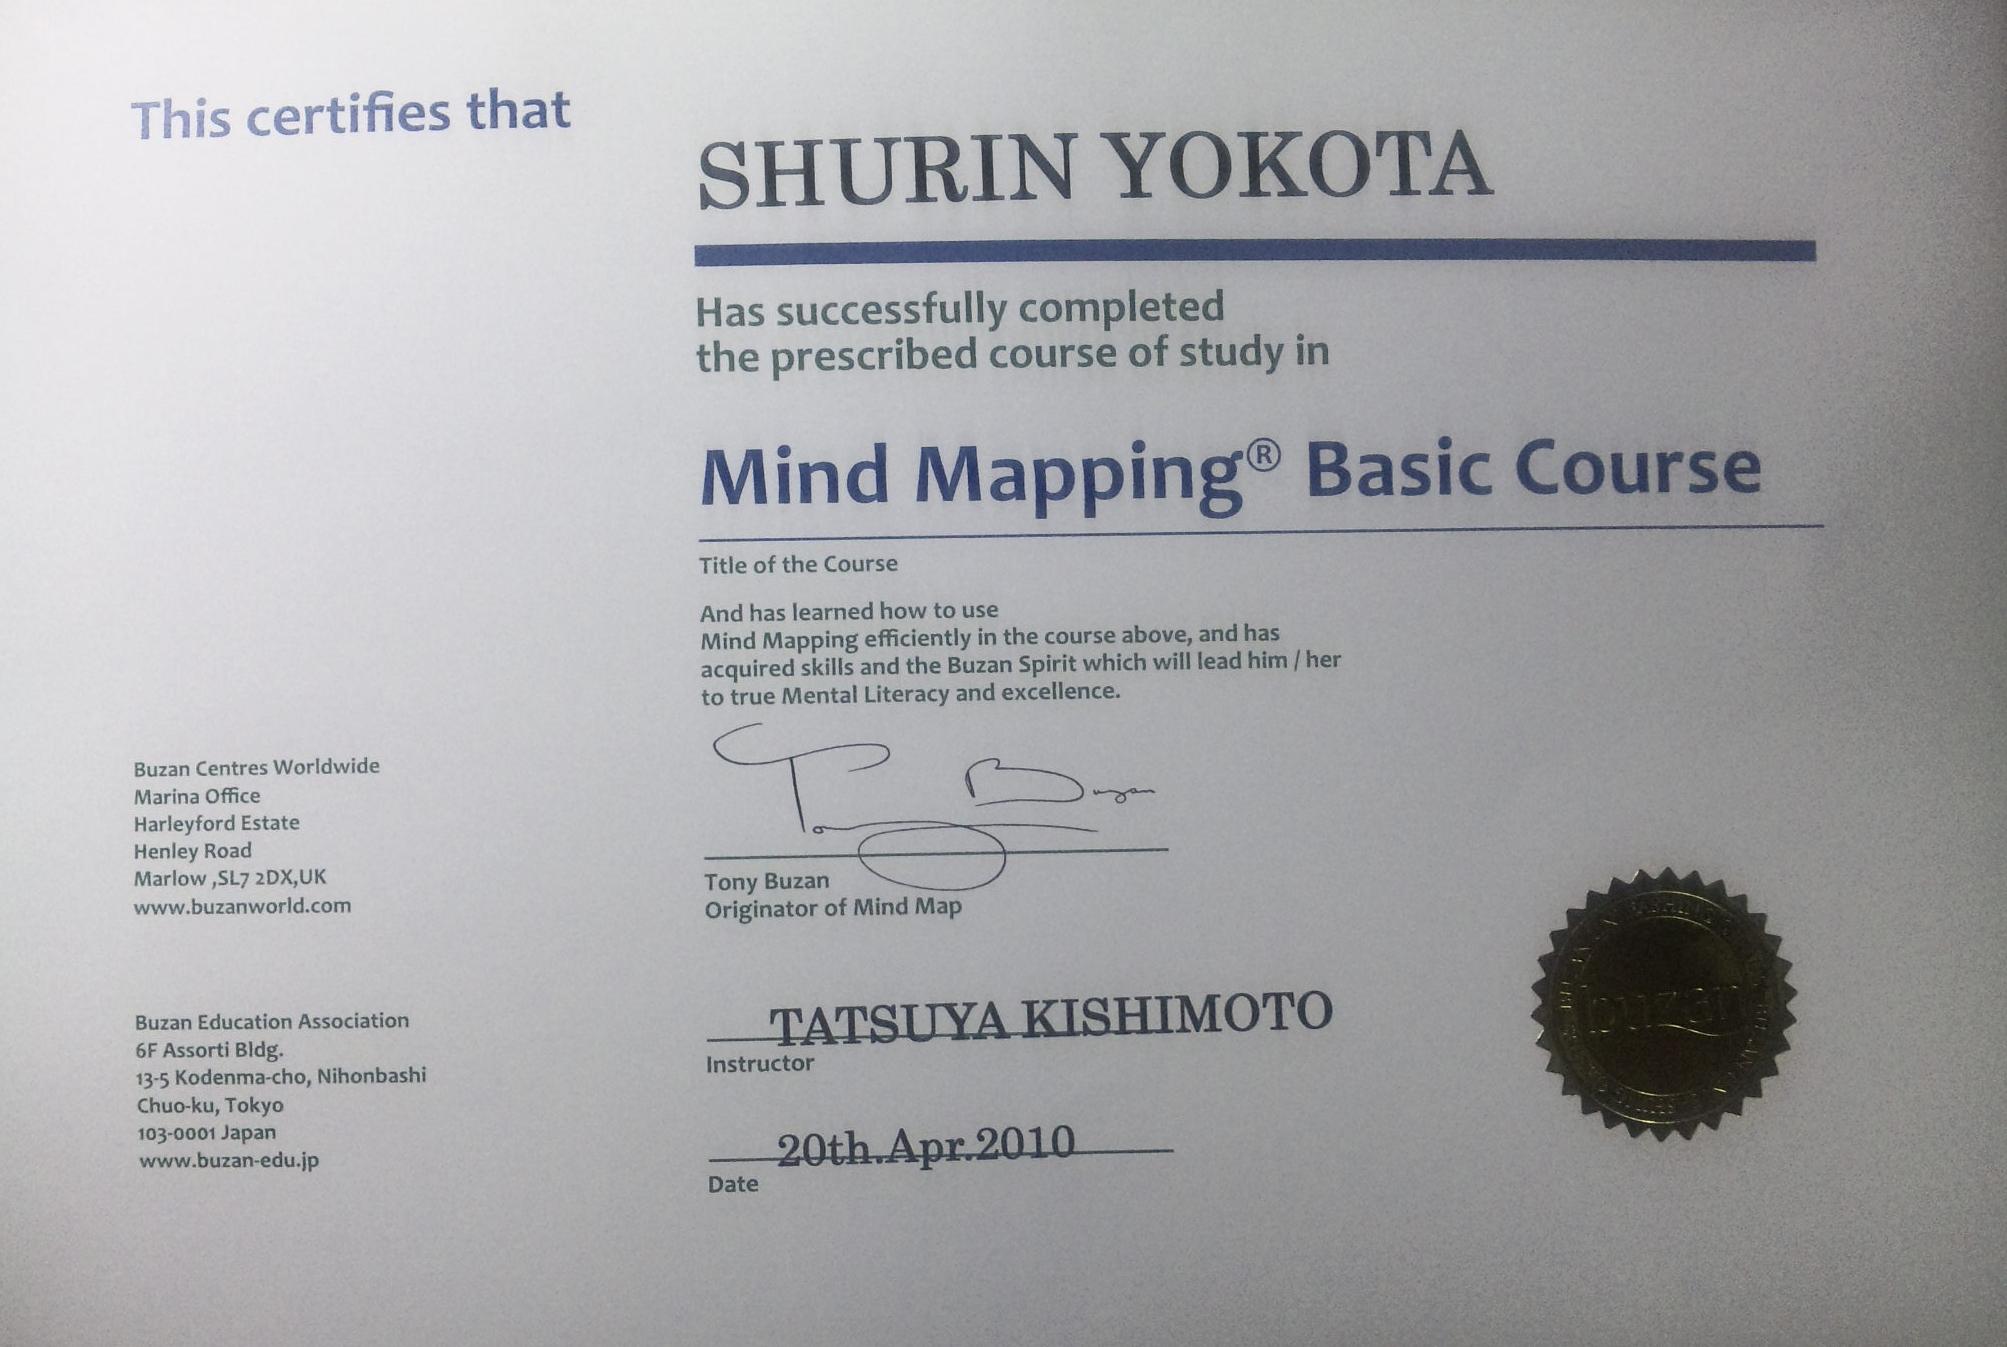 This certifies that
SHURIN YOKOTA
Has successfully completed
the prescribed course of study in
Mind Mapping® Basic Course
Title of the Course
And has learned how to use
Mind Mapping efficiently in the course above, and has
acquired skills and the Buzan Spirit which will lead him / her
to true Mental Literacy and excellence.
Tony Buzan
Tony Buzan
Originator of Mind Map
TATSUYA KISHIMOTO
Instructor
20th.Apr.2010
Date
Buzan Centres Worldwide
Marina Office
Harleyford Estate
Henley Road
Marlow ,SL7 2DX,UK
www.buzanworld.com
Buzan Education Association
6F Assorti Bldg.
13-5 Kodenma-cho, Nihonbashi
Chuo-ku, Tokyo
103-0001 Japan
www.buzan-edu.jp
buzan